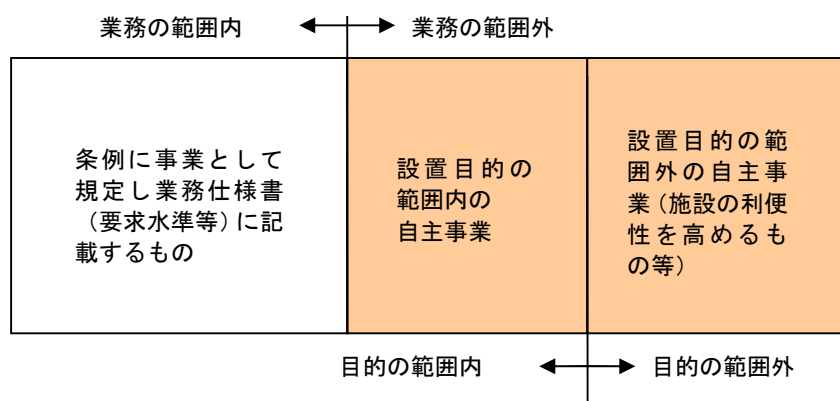 業務の範囲内
業務の範囲外
条例に事業として
規定し業務仕様書
（要求水準等）に記
載するもの
設置目的の
範囲内の
自主事業
設置目的の範
囲外の自主事
業（施設の利便
性を高めるも
の等）
目的の範囲内
目的の範囲外